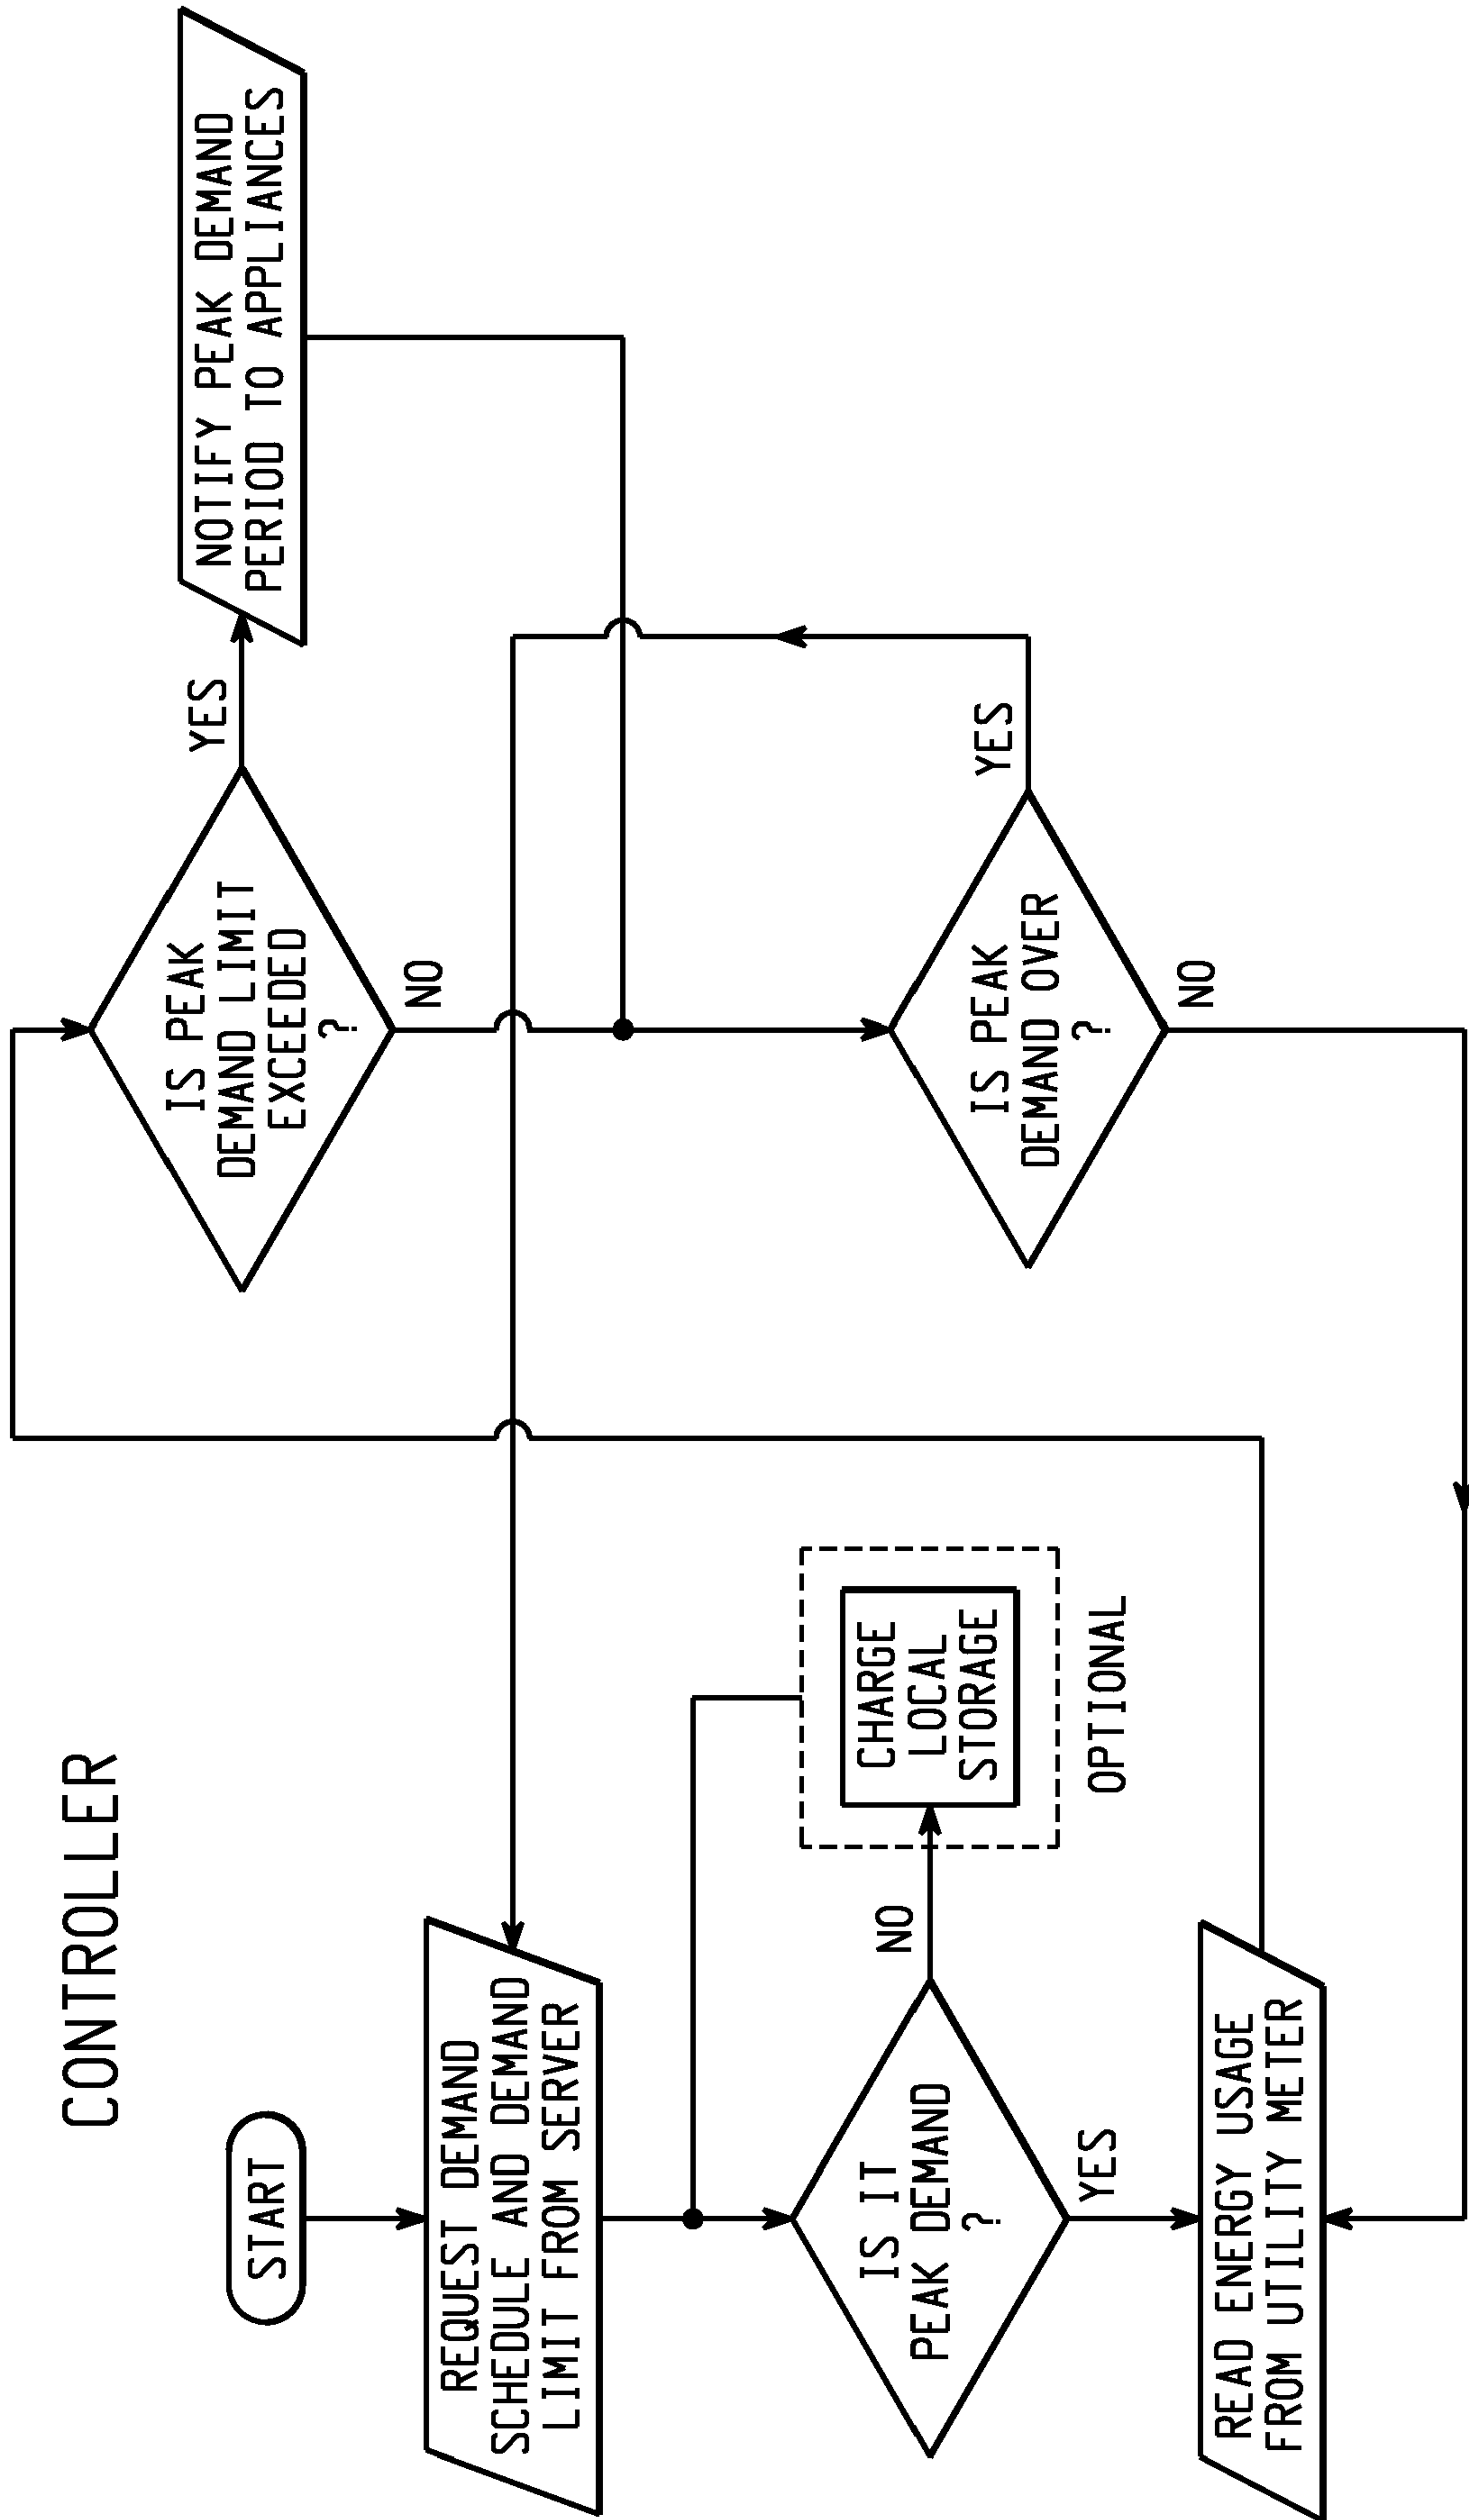 CONTROLLER
START
REQUEST DEMAND
SCHEDULE AND DEMAND
LIMIT FROM SERVER
IS IT
PEAK DEMAND
?
NO
YES
CHARGE
LOCAL
STORAGE
OPTIONAL
READ ENERGY USAGE
FROM UTILITY METER
IS PEAK
DEMAND LIMIT
EXCEEDED
?
YES
NO
NOTIFY PEAK DEMAND
PERIOD TO APPLIANCES
IS PEAK
DEMAND OVER
?
YES
NO